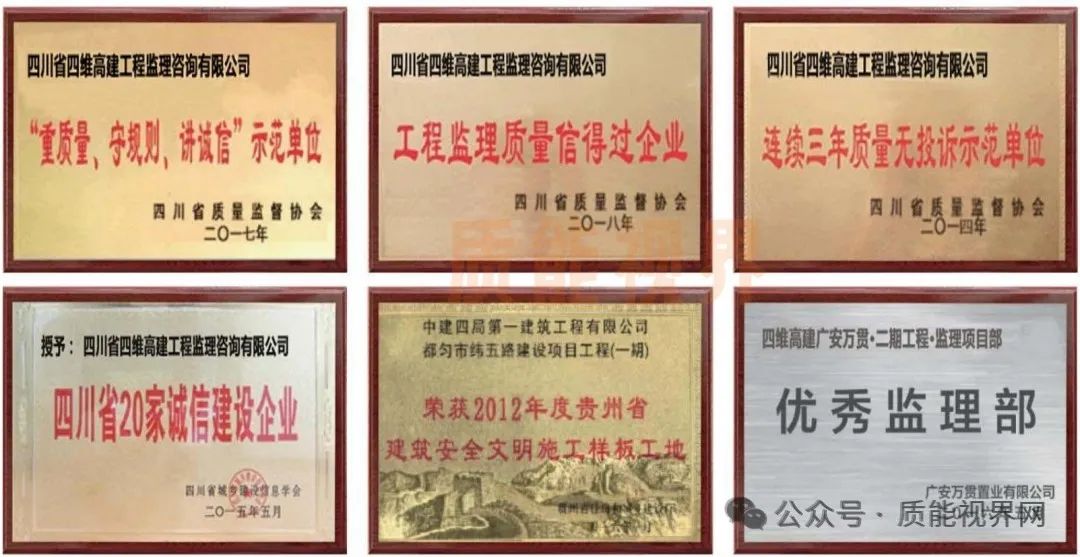 四川省四维高建工程监理咨询有限公司
“重质量、守规则、讲诚信”示范单位
四川省质量监督协会
二〇一七年
四川省四维高建工程监理咨询有限公司
工程监理质量信得过企业
四川省质量监督协会
二〇一八年
四川省四维高建工程监理咨询有限公司
连续三年质量无投诉示范单位
四川省质量监督协会
二〇一四年
质能视界
授予：四川省四维高建工程监理咨询有限公司
四川省20家诚信建设企业
四川省城乡建设信息学会
二〇一五年五月
中建四局第一建筑工程有限公司
都匀市纬五路建设项目工程(一期)
荣获2012年度贵州省
建筑安全文明施工样板工地
四维高建广安万贯·二期工程·监理项目部
优秀监理部
广安万贯置业有限公司
公众号·质能视界网